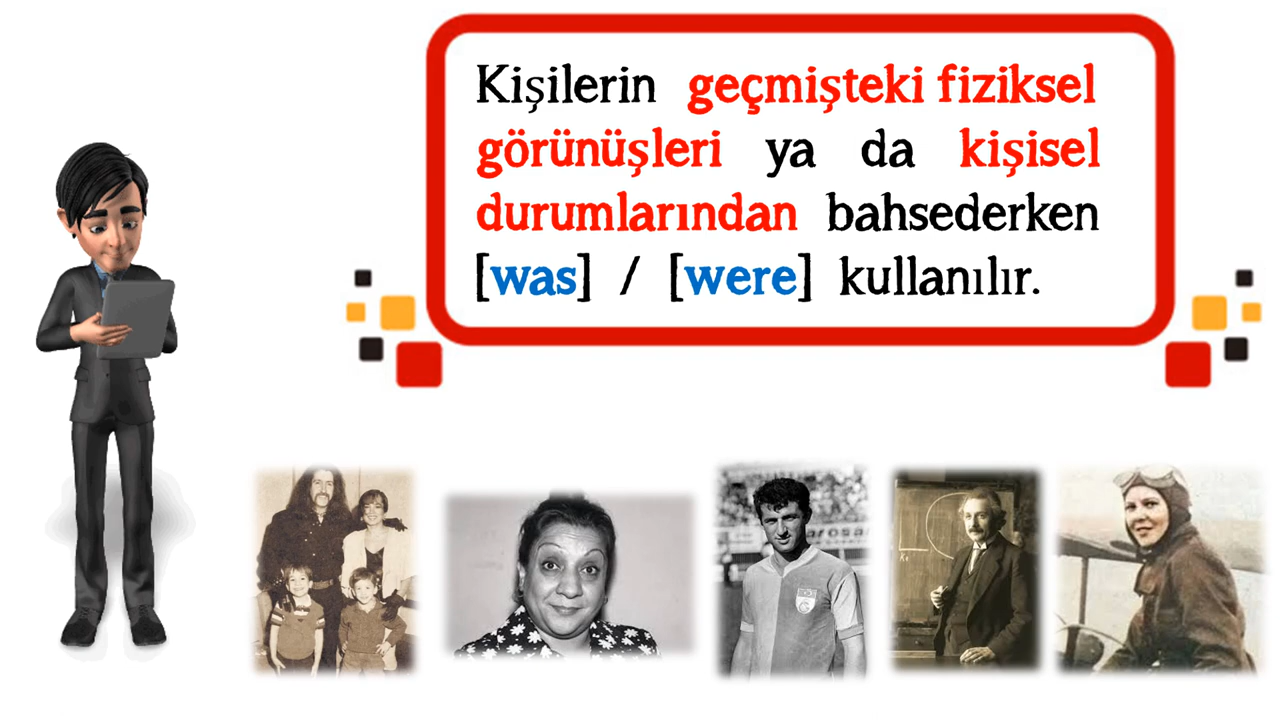 Kişilerin geçmişteki fiziksel
görünüşleri ya da kişisel
durumlarından bahsederken
[was] / [were] kullanılır.